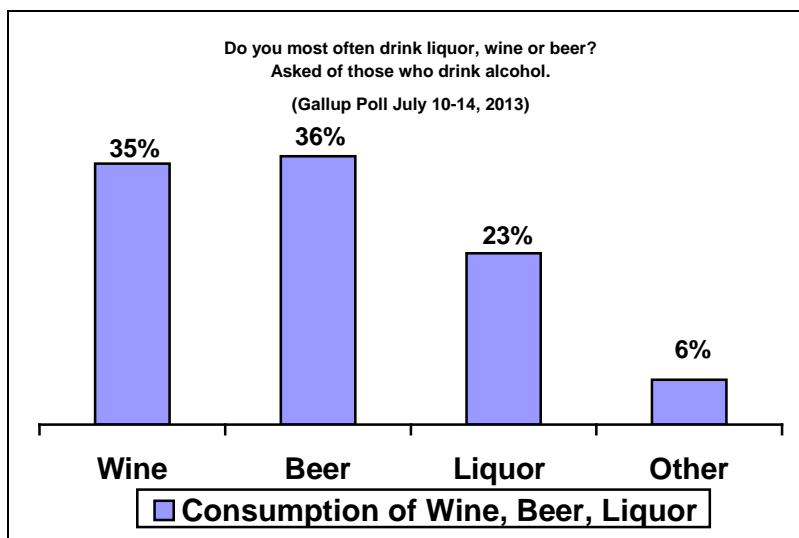 Do you most often drink liquor, wine or beer?
Asked of those who drink alcohol.
(Gallup Poll July 10-14, 2013)
35%
36%
23%
6%
Wine
Beer
Liquor
Other
Consumption of Wine, Beer, Liquor